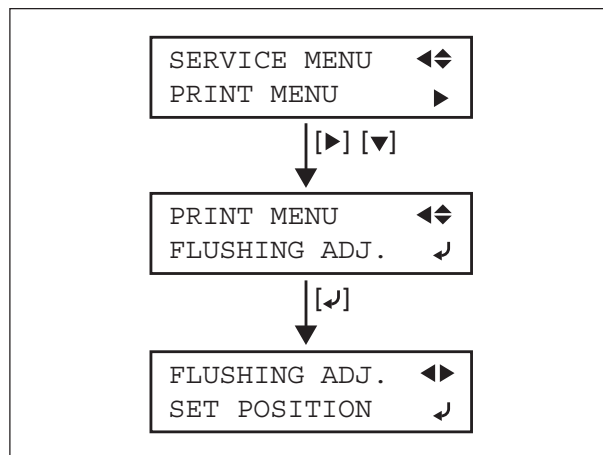 SERVICE MENU ◀◆
PRINT MENU ▶
[▶] [▼]
PRINT MENU ◀◆
FLUSHING ADJ. ↵
[↵]
FLUSHING ADJ. ◀▶
SET POSITION ↵